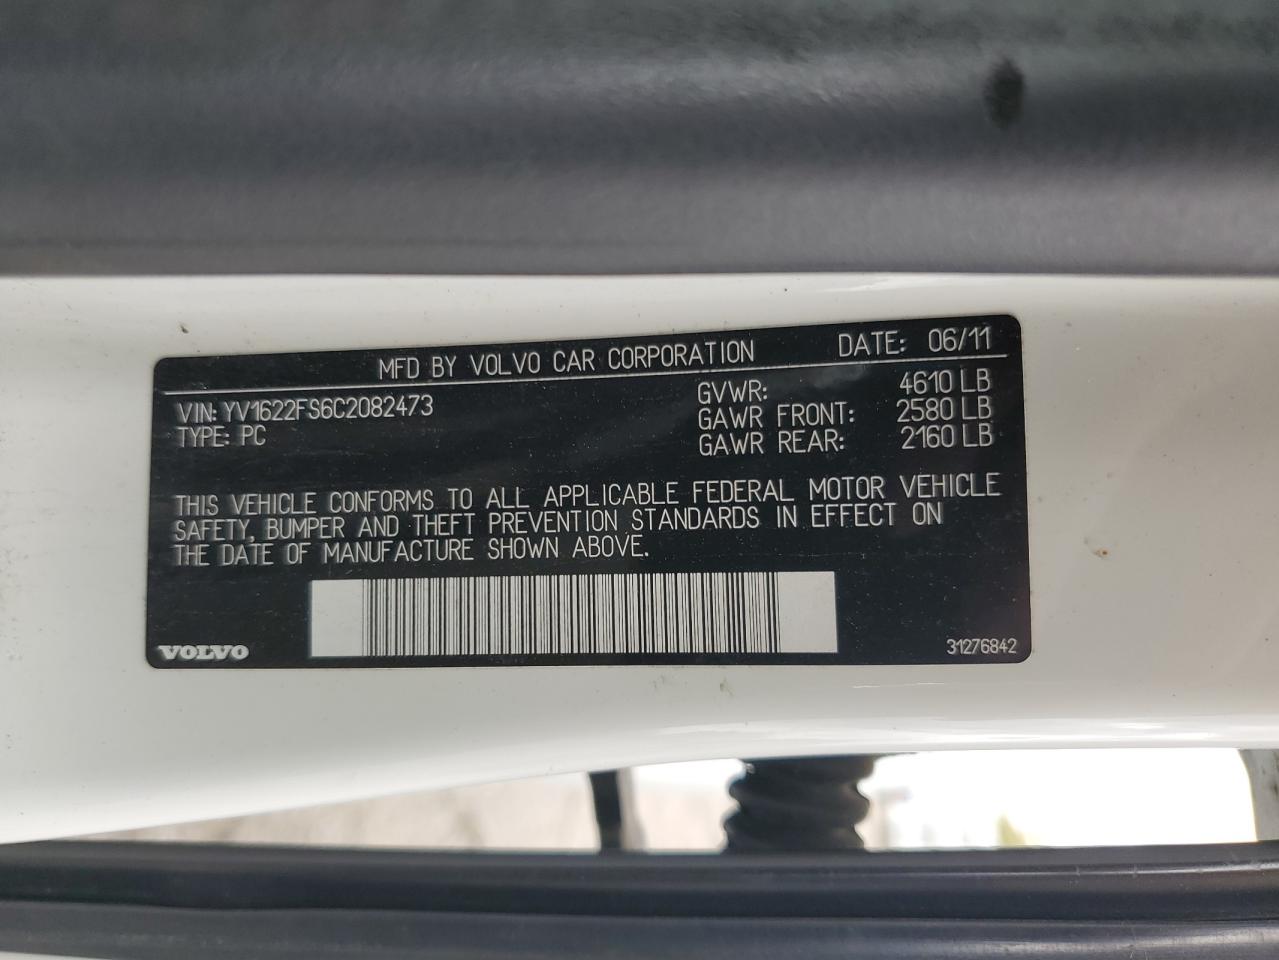 MFD BY VOLVO CAR CORPORATION DATE: 06/11
VIN: YV1622FS6C2082473
TYPE: PC
GVWR: 4610 LB
GAWR FRONT: 2580 LB
GAWR REAR: 2160 LB
THIS VEHICLE CONFORMS TO ALL APPLICABLE FEDERAL MOTOR VEHICLE
SAFETY, BUMPER AND THEFT PREVENTION STANDARDS IN EFFECT ON
THE DATE OF MANUFACTURE SHOWN ABOVE.
VOLVO 31276842